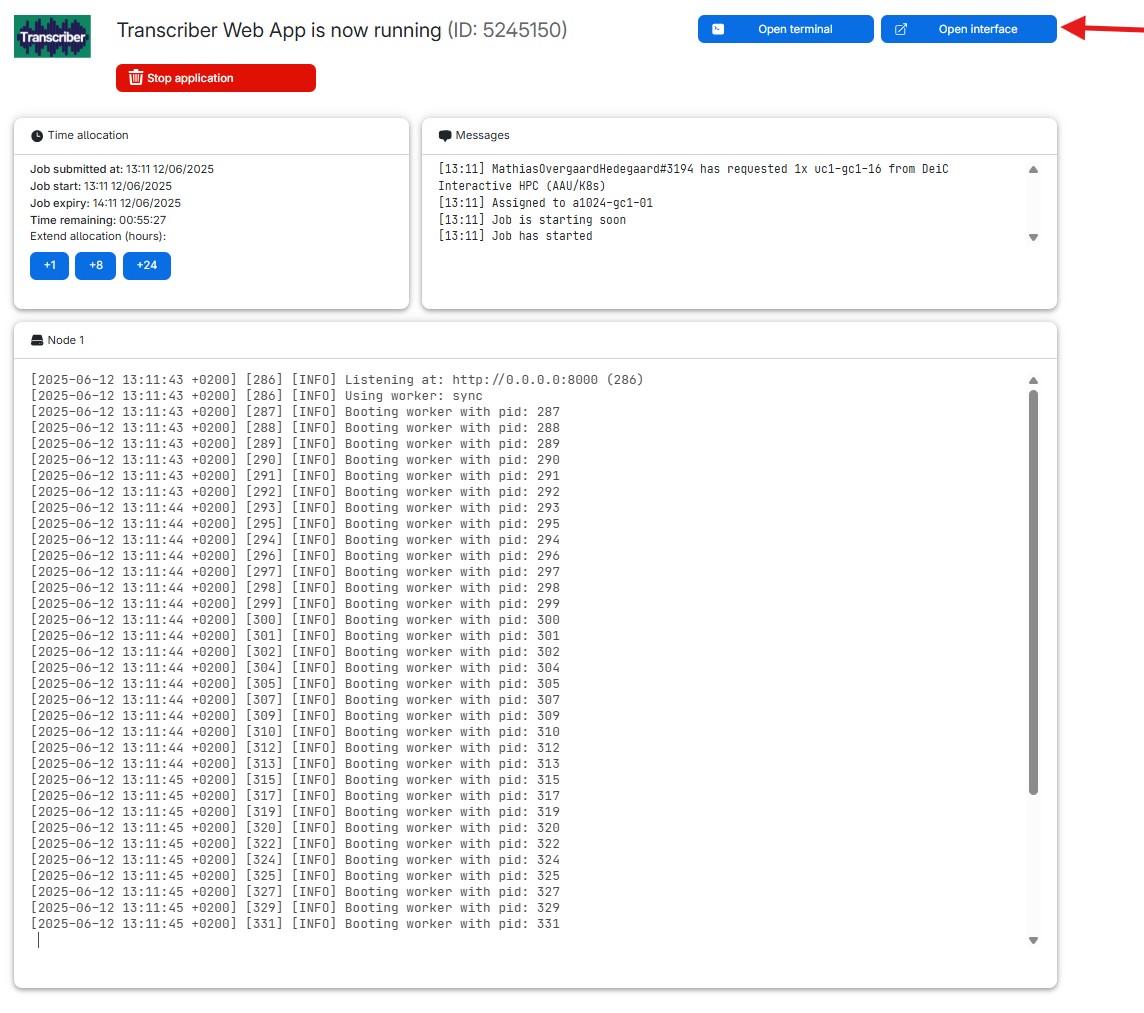 Transcriber
Transcriber Web App is now running (ID: 5245150)
Open terminal
Open interface
Stop application
Time allocation
Job submitted at: 13:11 12/06/2025
Job start: 13:11 12/06/2025
Job expiry: 14:11 12/06/2025
Time remaining: 00:55:27
Extend allocation (hours):
+1
+8
+24
Messages
[13:11] MathiasOvergaardHedegaard#3194 has requested 1x uc1-gc1-16 from DeiC
Interactive HPC (AAU/K8s)
[13:11] Assigned to a1024-gc1-01
[13:11] Job is starting soon
[13:11] Job has started
Node 1
[2025-06-12 13:11:43 +0200] [286] [INFO] Listening at: http://0.0.0.0:8000 (286)
[2025-06-12 13:11:43 +0200] [286] [INFO] Using worker: sync
[2025-06-12 13:11:43 +0200] [287] [INFO] Booting worker with pid: 287
[2025-06-12 13:11:43 +0200] [288] [INFO] Booting worker with pid: 288
[2025-06-12 13:11:43 +0200] [289] [INFO] Booting worker with pid: 289
[2025-06-12 13:11:43 +0200] [290] [INFO] Booting worker with pid: 290
[2025-06-12 13:11:43 +0200] [291] [INFO] Booting worker with pid: 291
[2025-06-12 13:11:43 +0200] [292] [INFO] Booting worker with pid: 292
[2025-06-12 13:11:44 +0200] [293] [INFO] Booting worker with pid: 293
[2025-06-12 13:11:44 +0200] [295] [INFO] Booting worker with pid: 295
[2025-06-12 13:11:44 +0200] [294] [INFO] Booting worker with pid: 294
[2025-06-12 13:11:44 +0200] [296] [INFO] Booting worker with pid: 296
[2025-06-12 13:11:44 +0200] [297] [INFO] Booting worker with pid: 297
[2025-06-12 13:11:44 +0200] [298] [INFO] Booting worker with pid: 298
[2025-06-12 13:11:44 +0200] [299] [INFO] Booting worker with pid: 299
[2025-06-12 13:11:44 +0200] [300] [INFO] Booting worker with pid: 300
[2025-06-12 13:11:44 +0200] [301] [INFO] Booting worker with pid: 301
[2025-06-12 13:11:44 +0200] [302] [INFO] Booting worker with pid: 302
[2025-06-12 13:11:44 +0200] [304] [INFO] Booting worker with pid: 304
[2025-06-12 13:11:44 +0200] [305] [INFO] Booting worker with pid: 305
[2025-06-12 13:11:44 +0200] [307] [INFO] Booting worker with pid: 307
[2025-06-12 13:11:44 +0200] [309] [INFO] Booting worker with pid: 309
[2025-06-12 13:11:44 +0200] [310] [INFO] Booting worker with pid: 310
[2025-06-12 13:11:44 +0200] [312] [INFO] Booting worker with pid: 312
[2025-06-12 13:11:44 +0200] [313] [INFO] Booting worker with pid: 313
[2025-06-12 13:11:45 +0200] [315] [INFO] Booting worker with pid: 315
[2025-06-12 13:11:45 +0200] [317] [INFO] Booting worker with pid: 317
[2025-06-12 13:11:45 +0200] [319] [INFO] Booting worker with pid: 319
[2025-06-12 13:11:45 +0200] [320] [INFO] Booting worker with pid: 320
[2025-06-12 13:11:45 +0200] [322] [INFO] Booting worker with pid: 322
[2025-06-12 13:11:45 +0200] [324] [INFO] Booting worker with pid: 324
[2025-06-12 13:11:45 +0200] [325] [INFO] Booting worker with pid: 325
[2025-06-12 13:11:45 +0200] [327] [INFO] Booting worker with pid: 327
[2025-06-12 13:11:45 +0200] [329] [INFO] Booting worker with pid: 329
[2025-06-12 13:11:45 +0200] [331] [INFO] Booting worker with pid: 331